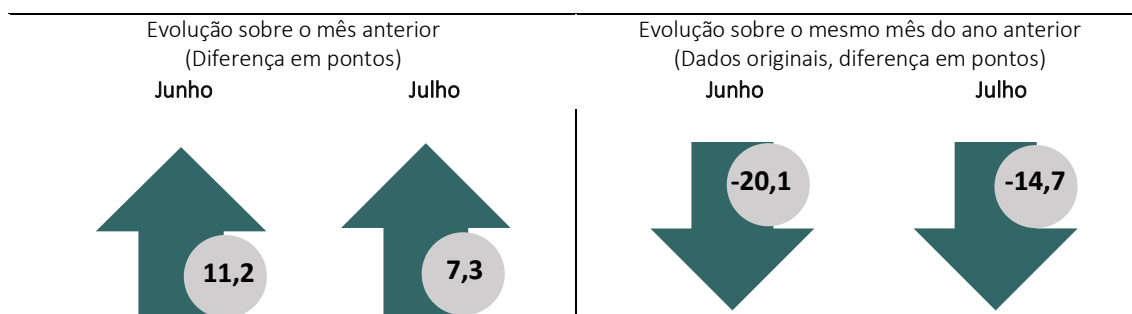 Evolução sobre o mês anterior
(Diferença em pontos)
Junho Julho
11,2 7,3
Evolução sobre o mesmo mês do ano anterior
(Dados originais, diferença em pontos)
Junho Julho
-20,1 -14,7